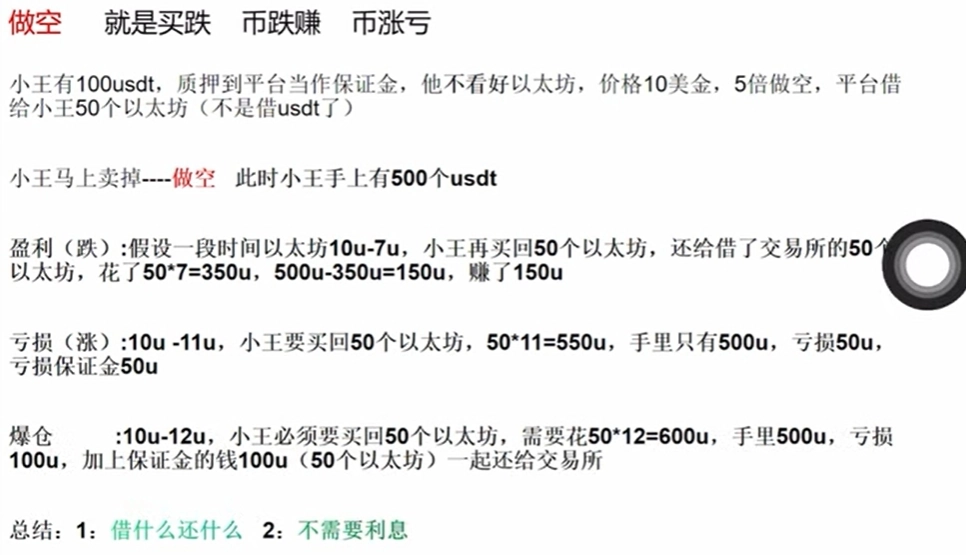 做空 就是买跌 币跌赚 币涨亏
小王有100usdt，质押到平台当作保证金，他不看好以太坊，价格10美金，5倍做空，平台借
给小王50个以太坊（不是借usdt了）
小王马上卖掉----做空 此时小王手上有500个usdt
盈利（跌）:假设一段时间以太坊10u-7u，小王再买回50个以太坊，还给借了交易所的50个
以太坊，花了50*7=350u，500u-350u=150u，赚了150u
亏损（涨）:10u -11u，小王要买回50个以太坊，50*11=550u，手里只有500u，亏损50u，
亏损保证金50u
爆仓 :10u-12u，小王必须要买回50个以太坊，需要花50*12=600u，手里500u，亏损
100u，加上保证金的钱100u（50个以太坊）一起还给交易所
总结：1：借什么还什么 2：不需要利息